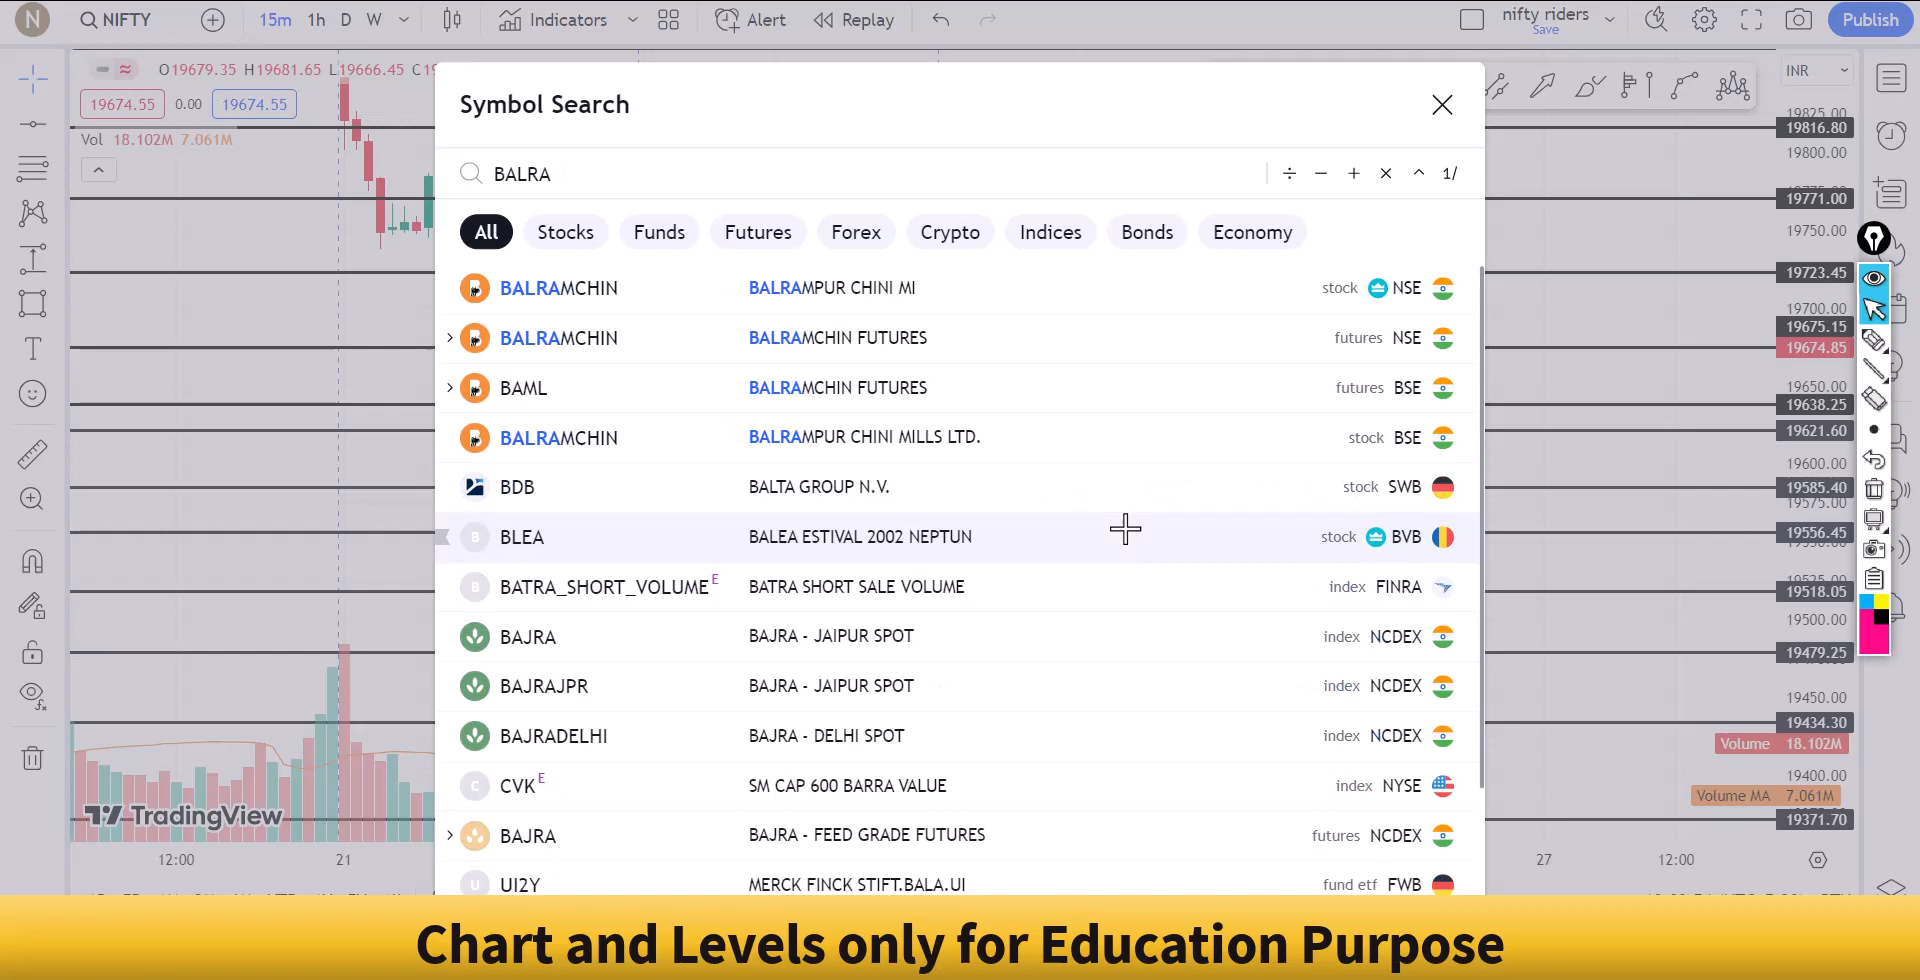 N NIFTY 15m 1h D W Indicators Alert Replay nifty riders Save Publish
O19679.35 H19681.65 L19666.45 C19
INR
19674.55 0.00 19674.55
Vol 18.102M 7.061M
Symbol Search
BALRA ÷ − + × ^ 1/
All Stocks Funds Futures Forex Crypto Indices Bonds Economy
BALRAMCHIN BALRAMPUR CHINI MI stock NSE
BALRAMCHIN BALRAMCHIN FUTURES futures NSE
BAML BALRAMCHIN FUTURES futures BSE
BALRAMCHIN BALRAMPUR CHINI MILLS LTD. stock BSE
BDB BALTA GROUP N.V. stock SWB
B BLEA BALEA ESTIVAL 2002 NEPTUN stock BVB
B BATRA_SHORT_VOLUME E BATRA SHORT SALE VOLUME index FINRA
BAJRA BAJRA - JAIPUR SPOT index NCDEX
BAJRAJPR BAJRA - JAIPUR SPOT index NCDEX
BAJRADELHI BAJRA - DELHI SPOT index NCDEX
C CVK E SM CAP 600 BARRA VALUE index NYSE
BAJRA BAJRA - FEED GRADE FUTURES futures NCDEX
U UI2Y MERCK FINCK STIFT.BALA.UI fund etf FWB
19825.00
19816.80
19800.00
19771.00
19750.00
19723.45
19700.00
19675.15
19674.85
19650.00
19638.25
19621.60
19600.00
19585.40
19575.00
19556.45
19518.05
19500.00
19479.25
19450.00
19434.30
Volume 18.102M
19400.00
Volume MA 7.061M
19371.70
TradingView
12:00 21 27 12:00
Chart and Levels only for Education Purpose